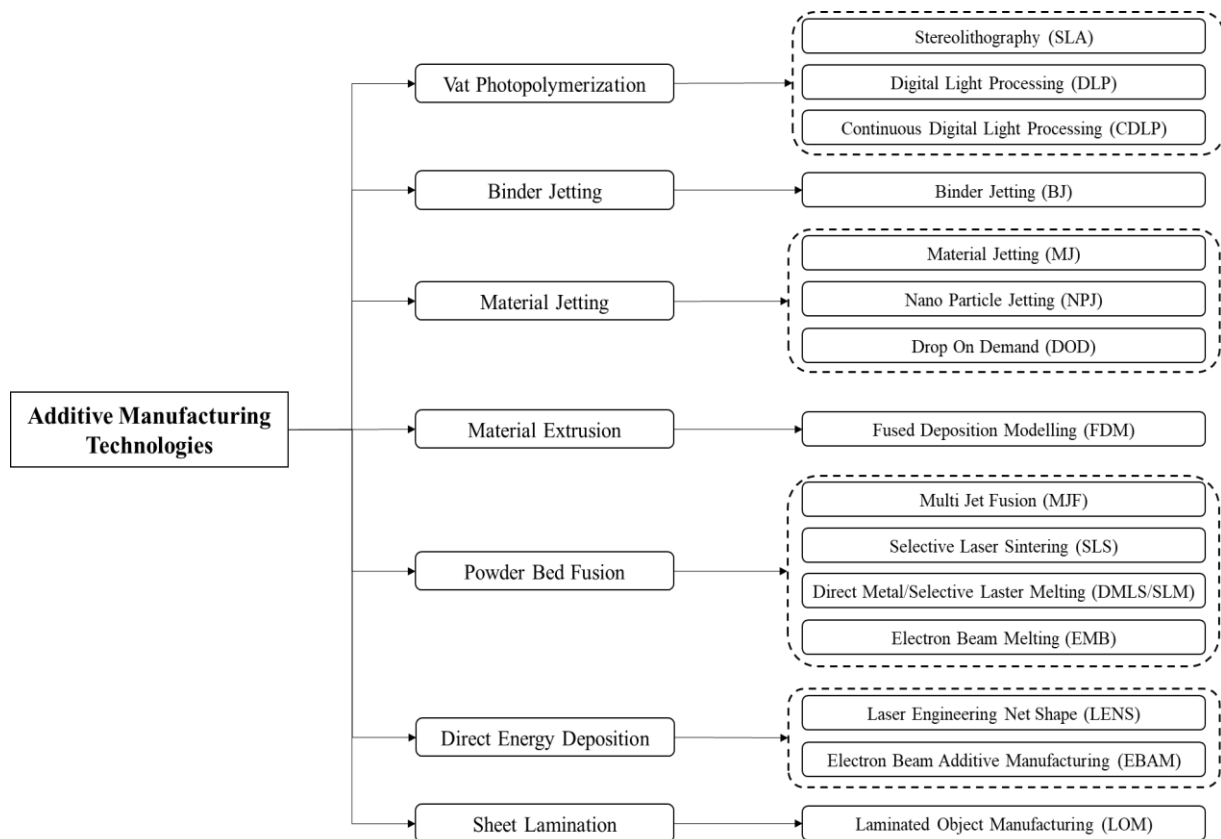 Additive Manufacturing
Technologies
Vat Photopolymerization
Stereolithography (SLA)
Digital Light Processing (DLP)
Continuous Digital Light Processing (CDLP)
Binder Jetting
Binder Jetting (BJ)
Material Jetting
Material Jetting (MJ)
Nano Particle Jetting (NPJ)
Drop On Demand (DOD)
Material Extrusion
Fused Deposition Modelling (FDM)
Powder Bed Fusion
Multi Jet Fusion (MJF)
Selective Laser Sintering (SLS)
Direct Metal/Selective Laster Melting (DMLS/SLM)
Electron Beam Melting (EMB)
Direct Energy Deposition
Laser Engineering Net Shape (LENS)
Electron Beam Additive Manufacturing (EBAM)
Sheet Lamination
Laminated Object Manufacturing (LOM)